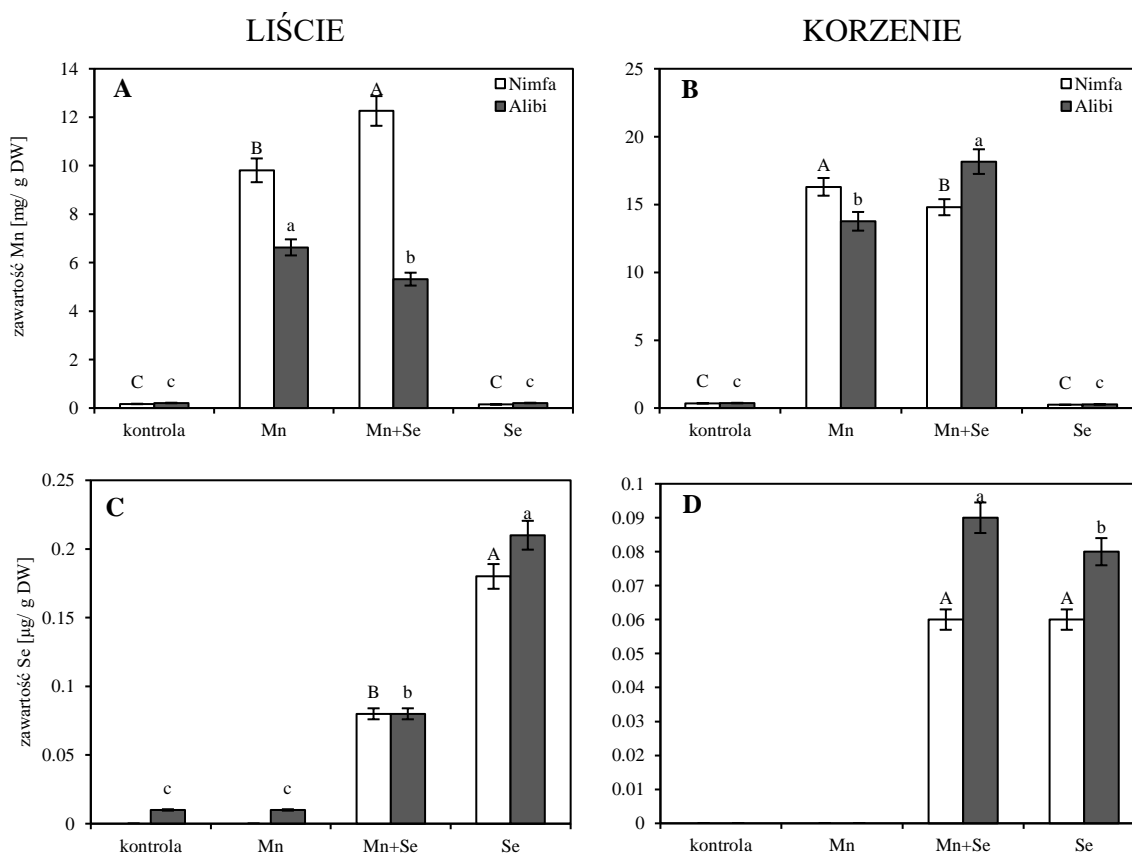 LIŚCIE
KORZENIE
A
Nimfa
Alibi
zawartość Mn [mg/ g DW]
14
12
10
8
6
4
2
0
C
c
B
a
A
b
C
c
kontrola
Mn
Mn+Se
Se
B
Nimfa
Alibi
25
20
15
10
5
0
C
c
A
b
B
a
C
c
kontrola
Mn
Mn+Se
Se
C
zawartość Se [µg/ g DW]
0.25
0.2
0.15
0.1
0.05
0
c
c
B
b
A
a
kontrola
Mn
Mn+Se
Se
D
0.1
0.09
0.08
0.07
0.06
0.05
0.04
0.03
0.02
0.01
0
A
a
A
b
kontrola
Mn
Mn+Se
Se